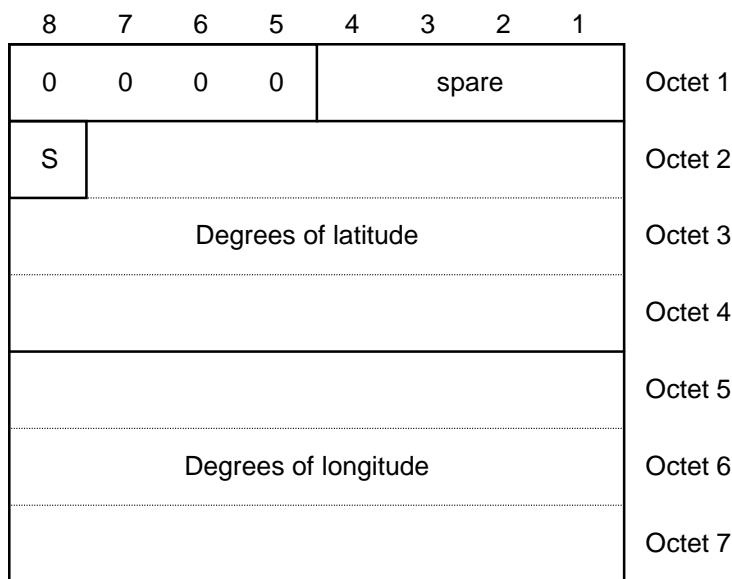 8 7 6 5 4 3 2 1
0 0 0 0 spare Octet 1
S Octet 2
Degrees of latitude Octet 3
Octet 4
Octet 5
Degrees of longitude Octet 6
Octet 7